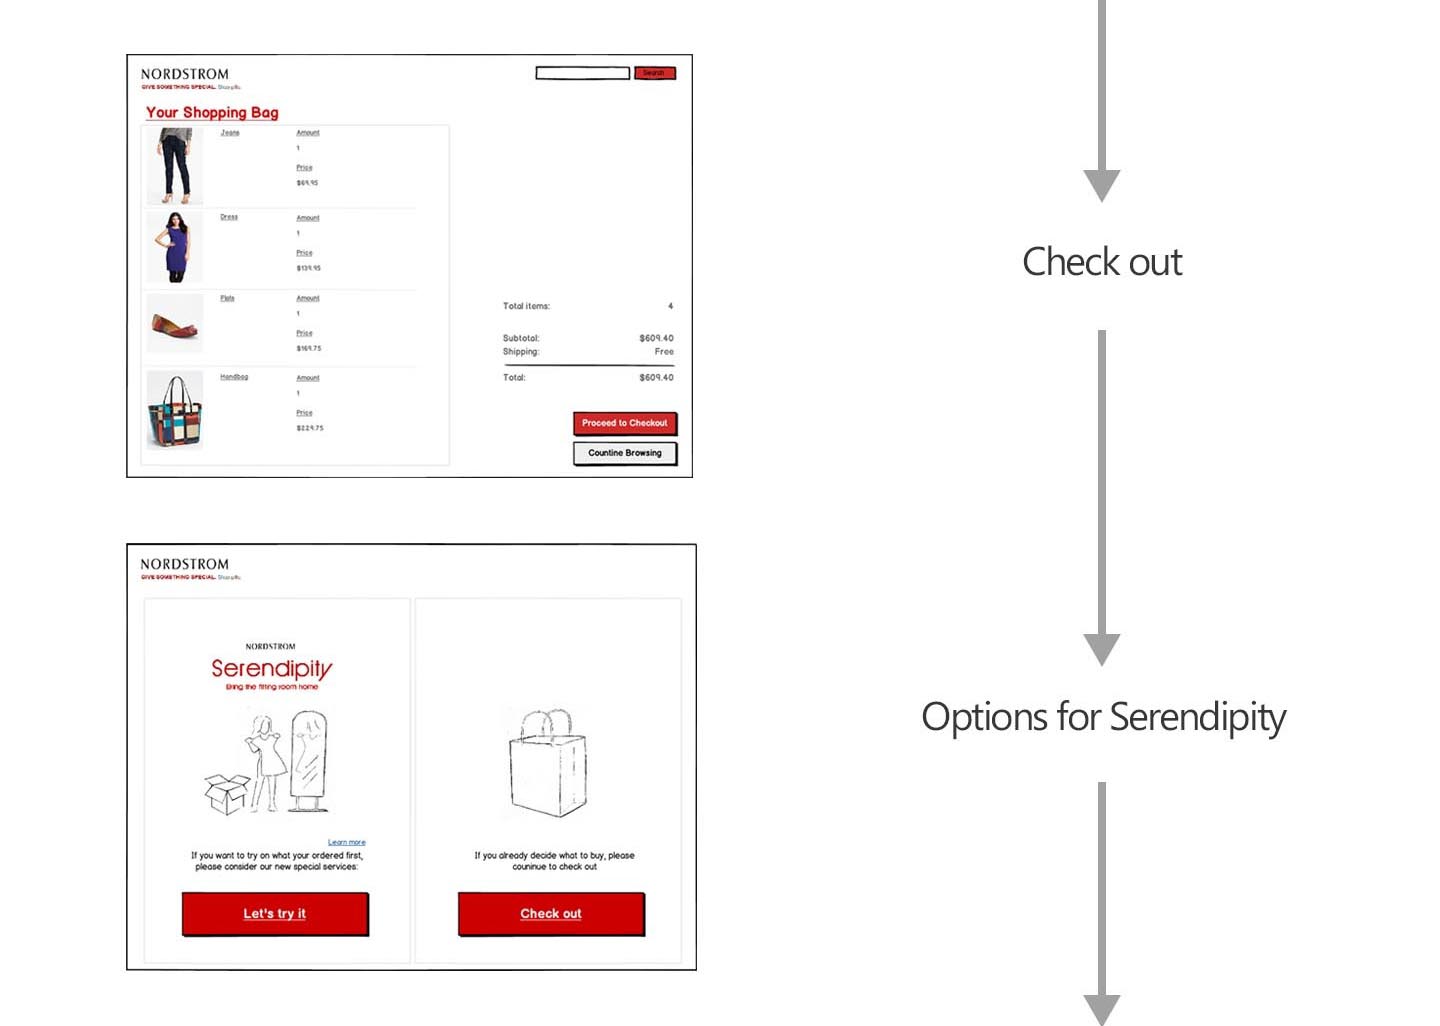 NORDSTROM
Search
GIVE SOMETHING SPECIAL. Shop gifts
Your Shopping Bag
Jeans
Amount
1
Price
$69.95
Dress
Amount
1
Price
$139.95
Flats
Amount
1
Price
$169.75
Handbag
Amount
1
Price
$229.75
Total items: 4
Subtotal: $609.40
Shipping: Free
Total: $609.40
Proceed to Checkout
Countine Browsing
Check out
NORDSTROM
GIVE SOMETHING SPECIAL. Shop gifts
NORDSTROM
Serendipity
Bring the fitting room home
Learn more
If you want to try on what your ordered first,
please consider our new special services:
Let's try it
If you already decide what to buy, please
couninue to check out
Check out
Options for Serendipity